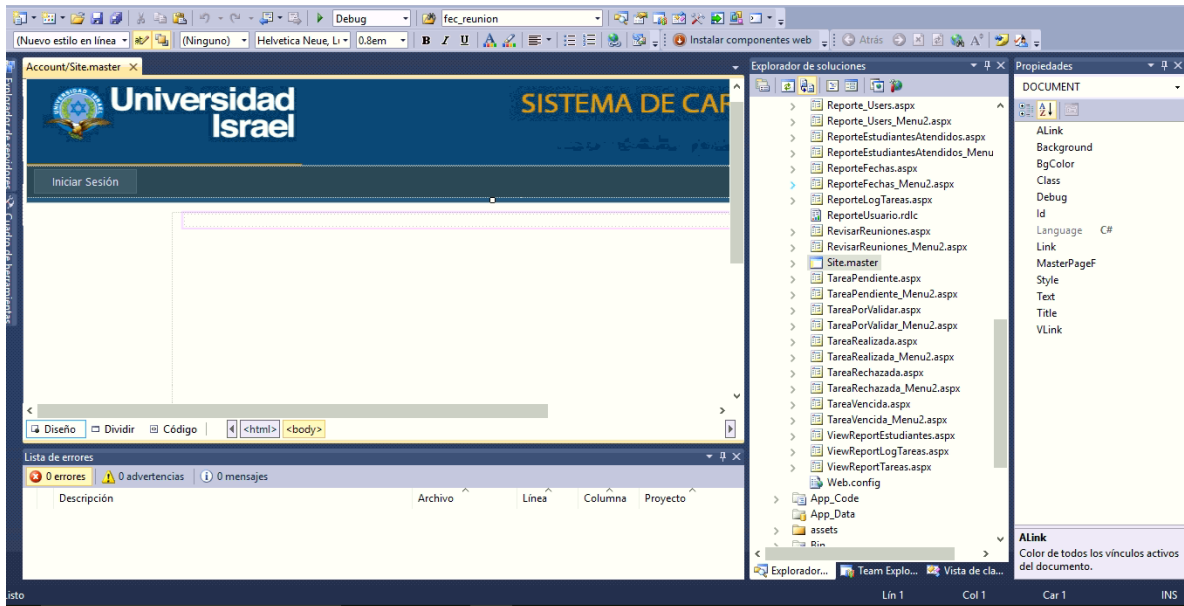 Debug
fec_reunion
(Nuevo estilo en línea
(Ninguno)
Helvetica Neue, L
0.8em
B I U
Instalar componentes web
Atrás
Account/Site.master
Explorador de servidores
Cuadro de herramientas
Universidad
Israel
SISTEMA DE CAR
Iniciar Sesión
Diseño
Dividir
Código
<html>
<body>
Lista de errores
0 errores
0 advertencias
0 mensajes
Descripción
Archivo
Línea
Columna
Proyecto
Explorador de soluciones
Reporte_Users.aspx
Reporte_Users_Menu2.aspx
ReporteEstudiantesAtendidos.aspx
ReporteEstudiantesAtendidos_Menu
ReporteFechas.aspx
ReporteFechas_Menu2.aspx
ReporteLogTareas.aspx
ReporteUsuario.rdlc
RevisarReuniones.aspx
RevisarReuniones_Menu2.aspx
Site.master
TareaPendiente.aspx
TareaPendiente_Menu2.aspx
TareaPorValidar.aspx
TareaPorValidar_Menu2.aspx
TareaRealizada.aspx
TareaRealizada_Menu2.aspx
TareaRechazada.aspx
TareaRechazada_Menu2.aspx
TareaVencida.aspx
TareaVencida_Menu2.aspx
ViewReportEstudiantes.aspx
ViewReportLogTareas.aspx
ViewReportTareas.aspx
Web.config
App_Code
App_Data
assets
Bin
Explorador...
Team Explo...
Vista de cla...
Propiedades
DOCUMENT
ALink
Background
BgColor
Class
Debug
Id
Language C#
Link
MasterPageF
Style
Text
Title
VLink
ALink
Color de todos los vínculos activos
del documento.
Listo
Lín 1
Col 1
Car 1
INS